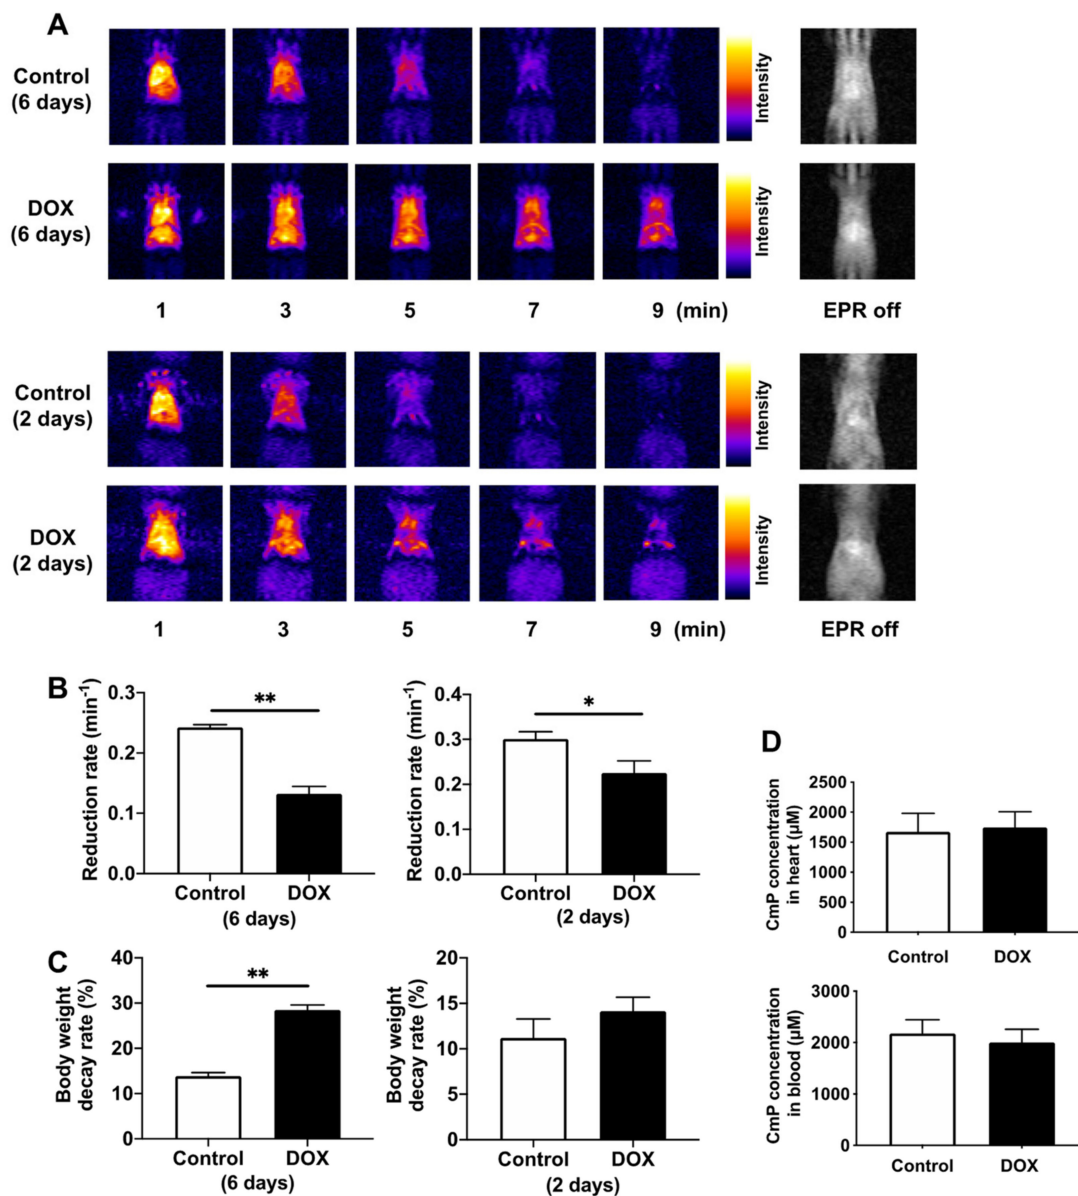 A
Control
(6 days)
Intensity
DOX
(6 days)
Intensity
1 3 5 7 9 (min) EPR off
Control
(2 days)
Intensity
DOX
(2 days)
Intensity
1 3 5 7 9 (min) EPR off
B
Reduction rate (min⁻¹)
0.3
0.2
0.1
0.0
**
Control DOX
(6 days)
Reduction rate (min⁻¹)
0.4
0.3
0.2
0.1
0.0
*
Control DOX
(2 days)
C
Body weight
decay rate (%)
40
30
20
10
0
**
Control DOX
(6 days)
Body weight
decay rate (%)
20
15
10
5
0
Control DOX
(2 days)
D
CmP concentration
in heart (µM)
2500
2000
1500
1000
500
0
Control DOX
CmP concentration
in blood (µM)
3000
2000
1000
0
Control DOX